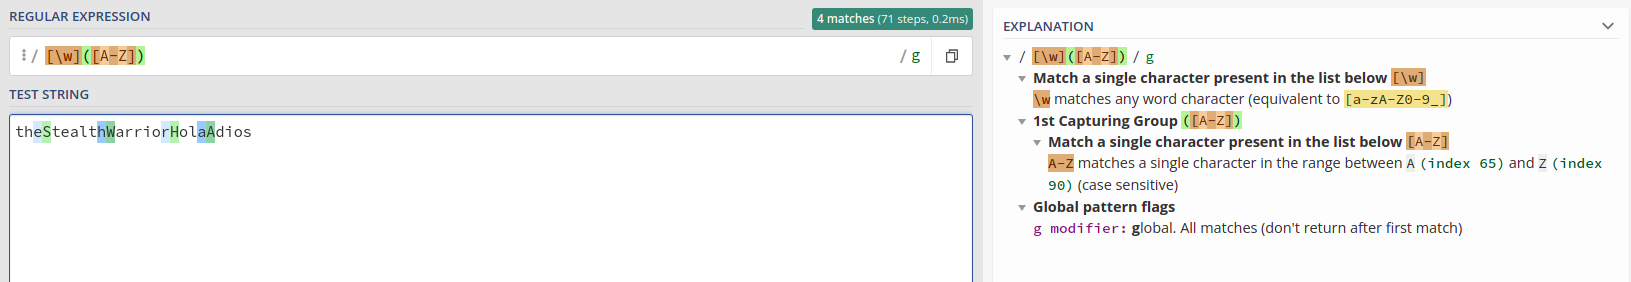 REGULAR EXPRESSION
4 matches (71 steps, 0.2ms)
/ [\w]([A-Z])
/ g
TEST STRING
theStealthWarriorHolaAdios
EXPLANATION
/ [\w]([A-Z]) / g
Match a single character present in the list below [\w]
\w matches any word character (equivalent to [a-zA-Z0-9_])
1st Capturing Group ([A-Z])
Match a single character present in the list below [A-Z]
A-Z matches a single character in the range between A (index 65) and Z (index
90) (case sensitive)
Global pattern flags
g modifier: global. All matches (don't return after first match)